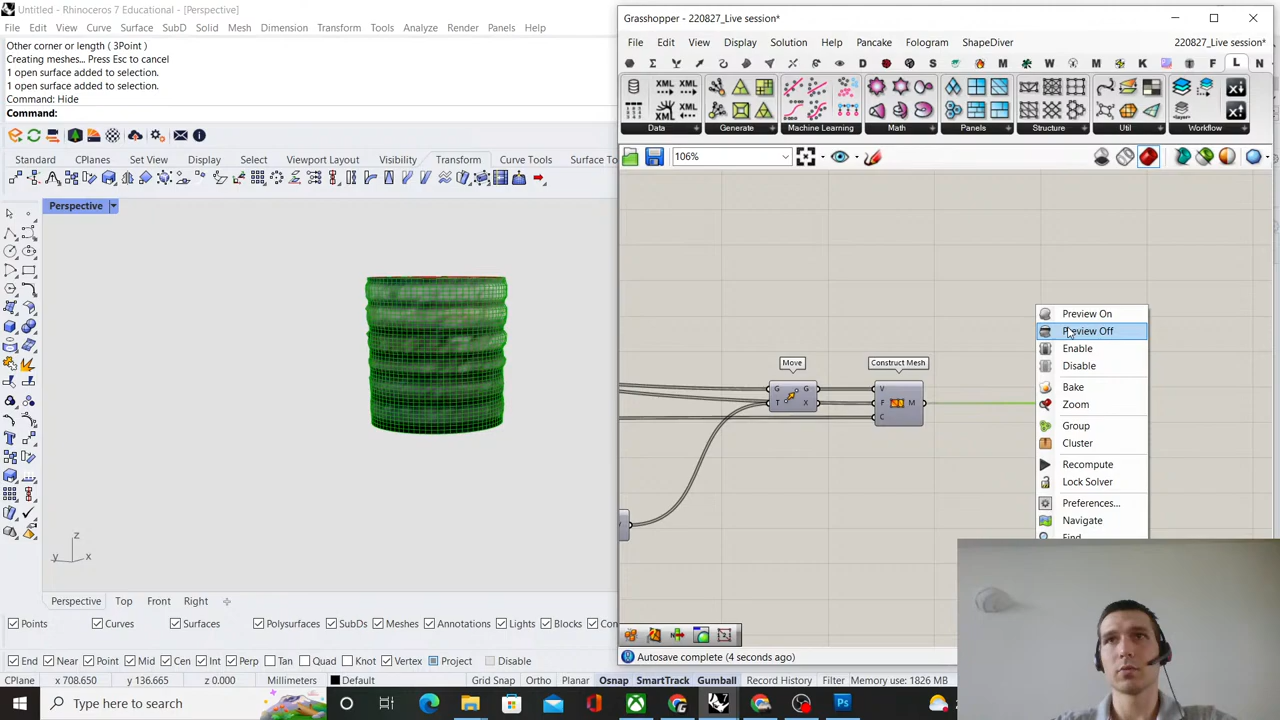 Untitled - Rhinoceros 7 Educational - [Perspective]
File Edit View Curve Surface SubD Solid Mesh Dimension Transform Tools Analyze Render Panels Help
Other corner or length ( 3Point )
Creating meshes... Press Esc to cancel
1 open surface added to selection.
1 open surface added to selection.
Command: Hide
Command:
Standard CPlanes Set View Display Select Viewport Layout Visibility Transform Curve Tools Surface To
Perspective
z
y x
Perspective Top Front Right
Points Curves Surfaces Polysurfaces SubDs Meshes Annotations Lights Blocks Con
End Near Point Mid Cen Int Perp Tan Quad Knot Vertex Project Disable
CPlane x 708.650 y 136.665 z 0.000 Millimeters Default Grid Snap Ortho Planar Osnap SmartTrack Gumball Record History Filter Memory use: 1826 MB
Grasshopper - 220827_Live session*
File Edit View Display Solution Help Pancake Fologram ShapeDiver 220827_Live session*
S M W M K T F L N
XML XML
XML
Data Generate Machine Learning Math Panels Structure Util Workflow
106%
Move
G G
T X
Construct Mesh
V
F M
C
Preview On
Preview Off
Enable
Disable
Bake
Zoom
Group
Cluster
Recompute
Lock Solver
Preferences...
Navigate
Find
Autosave complete (4 seconds ago)
Type here to search
Ps